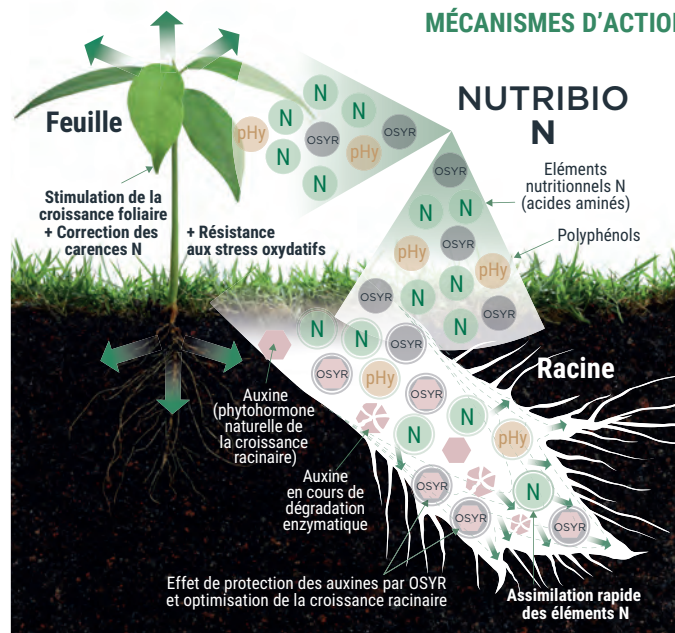 MÉCANISMES D'ACTION
NUTRIBIO
N
Feuille
N
N
N
N
pHy
OSYR
OSYR
pHy
N
N
Stimulation de la
croissance foliaire
+ Correction des
carences N
+ Résistance
aux stress oxydatifs
OSYR
N
N
OSYR
pHy
pHy
OSYR
N
N
N
OSYR
Eléments
nutritionnels N
(acides aminés)
Polyphénols
Racine
N
N
OSYR
OSYR
pHy
OSYR
N
N
pHy
OSYR
N
OSYR
OSYR
Auxine
(phytohormone
naturelle de
la croissance
racinaire)
Auxine
en cours de
dégradation
enzymatique
Effet de protection des auxines par OSYR
et optimisation de la croissance racinaire
Assimilation rapide
des éléments N